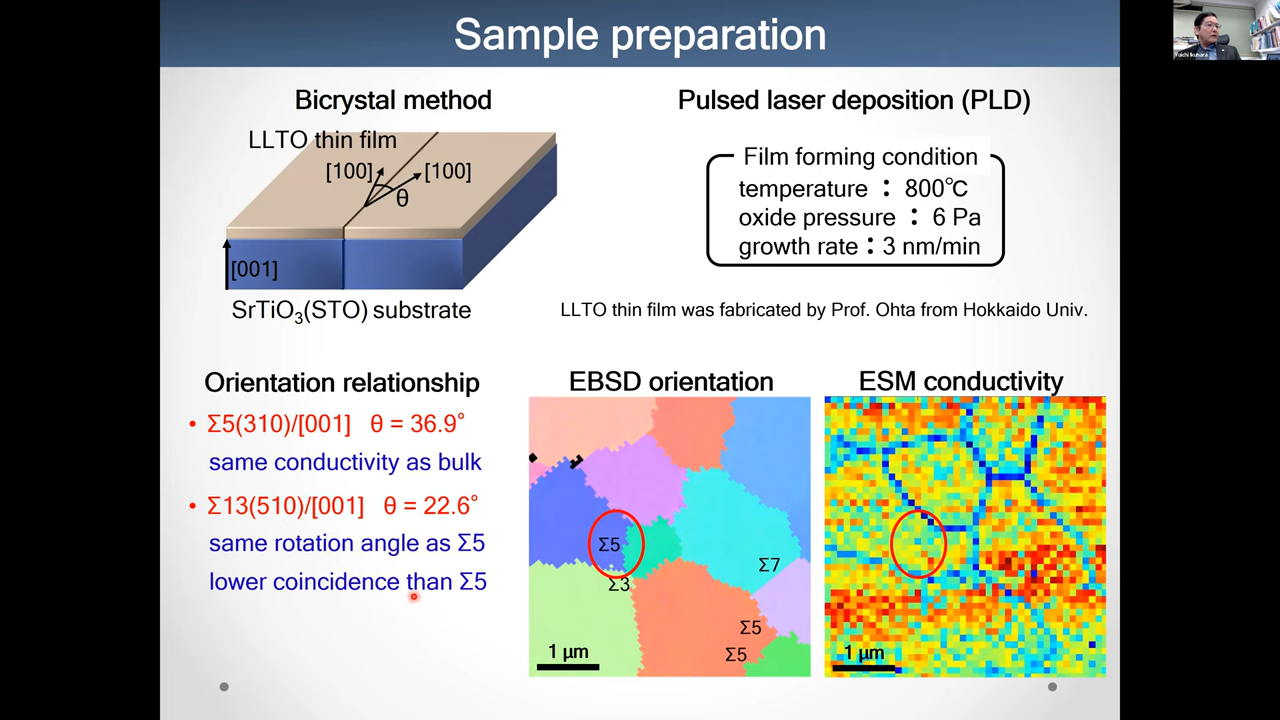 Sample preparation
Yuichi Ikuhara
Bicrystal method
LLTO thin film
[100]
[100]
θ
[001]
SrTiO3(STO) substrate
Pulsed laser deposition (PLD)
Film forming condition
temperature : 800℃
oxide pressure : 6 Pa
growth rate : 3 nm/min
LLTO thin film was fabricated by Prof. Ohta from Hokkaido Univ.
Orientation relationship
• Σ5(310)/[001] θ = 36.9°
same conductivity as bulk
• Σ13(510)/[001] θ = 22.6°
same rotation angle as Σ5
lower coincidence than Σ5
EBSD orientation
Σ5
Σ7
Σ3
Σ5
Σ5
1 μm
ESM conductivity
1 μm